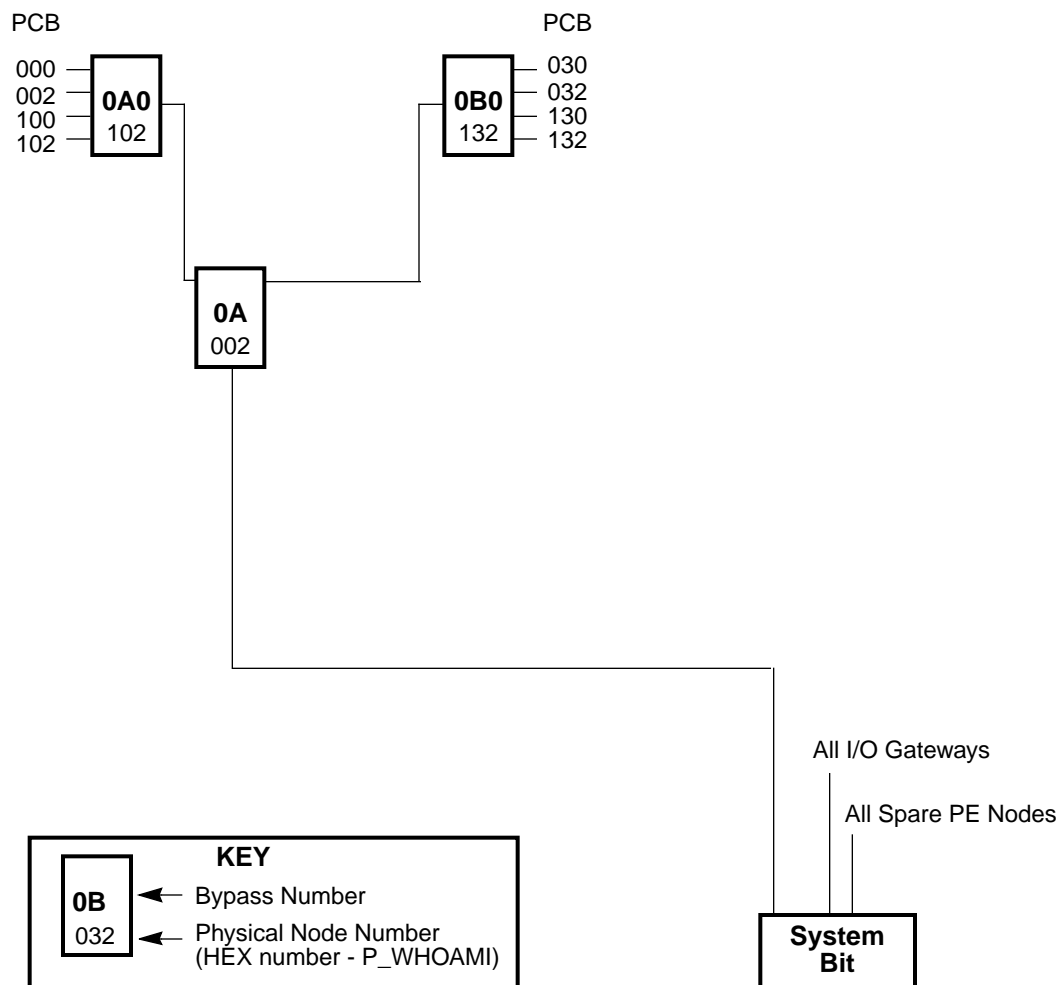 PCB
PCB
000
002
100
102
0A0
102
0B0
132
030
032
130
132
0A
002
All I/O Gateways
All Spare PE Nodes
KEY
0B
032
Bypass Number
Physical Node Number
(HEX number - P_WHOAMI)
System
Bit